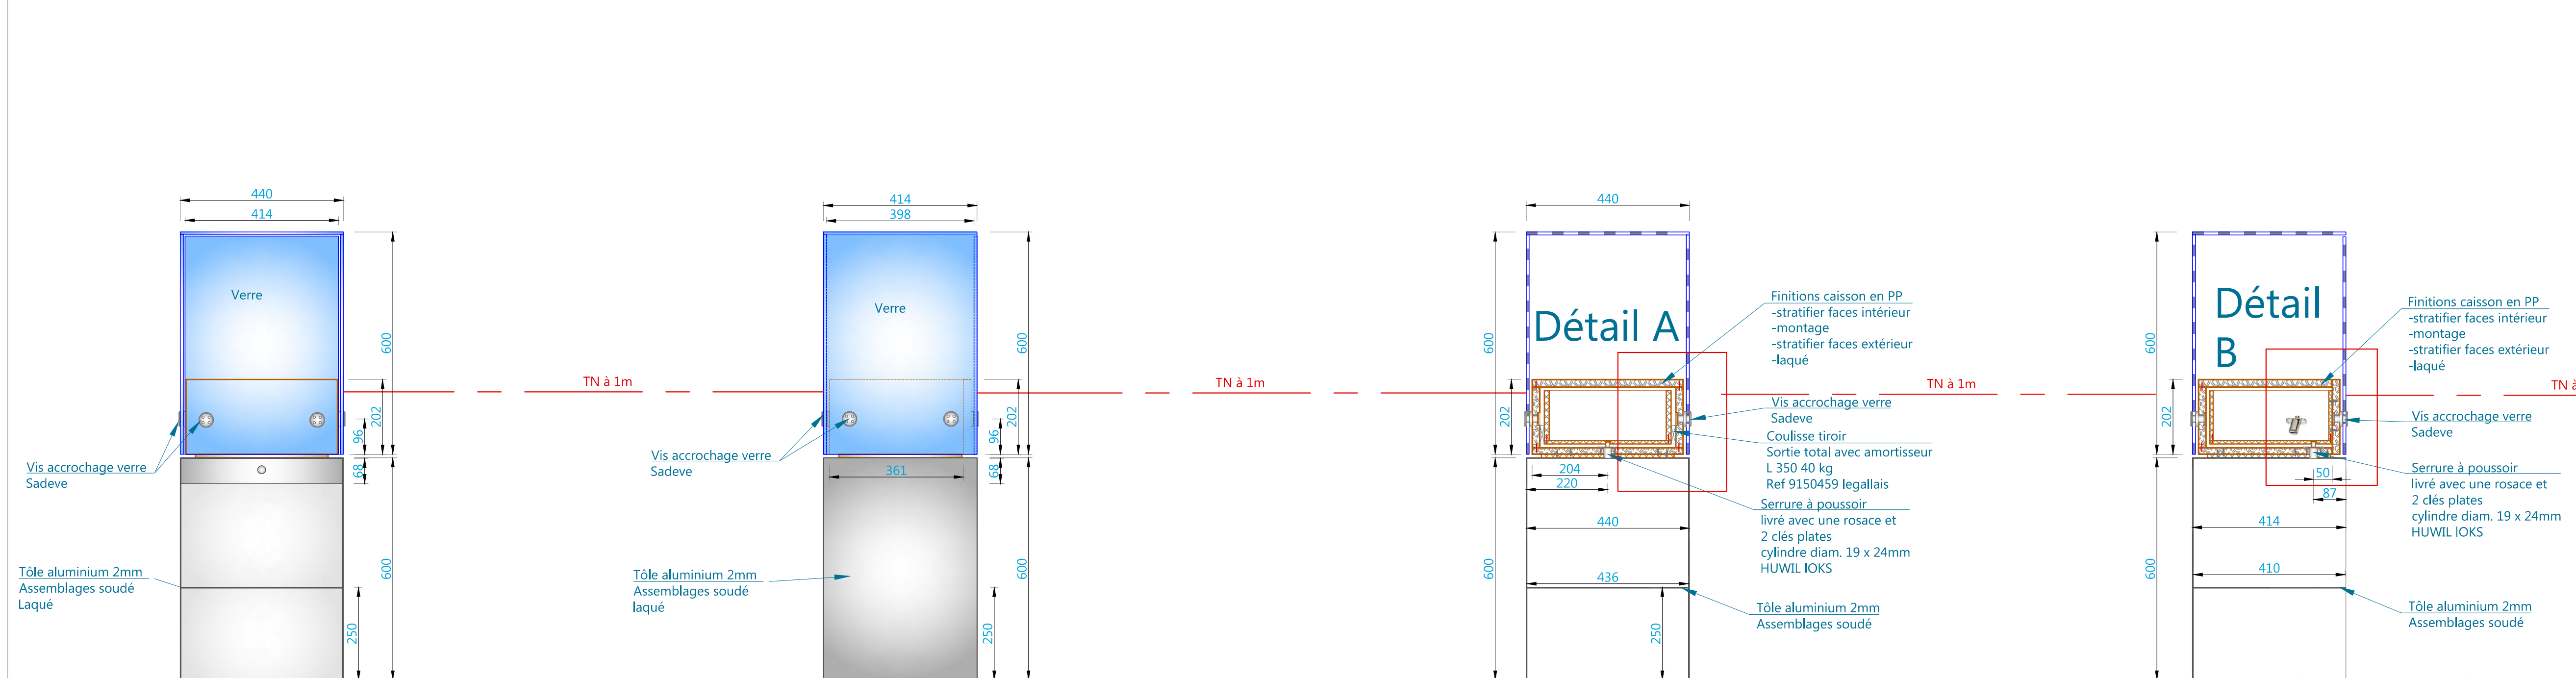 440
414
Verre
600
202
96
68
Vis accrochage verre
Sadeve
Tôle aluminium 2mm
Assemblages soudé
Laqué
600
250
TN à 1m
414
398
Verre
600
202
96
68
361
Vis accrochage verre
Sadeve
Tôle aluminium 2mm
Assemblages soudé
laqué
600
250
TN à 1m
440
600
Détail A
202
204
220
440
436
600
250
Finitions caisson en PP
-stratifier faces intérieur
-montage
-stratifier faces extérieur
-laqué
Vis accrochage verre
Sadeve
Coulisse tiroir
Sortie total avec amortisseur
L 350 40 kg
Ref 9150459 legallais
Serrure à poussoir
livré avec une rosace et
2 clés plates
cylindre diam. 19 x 24mm
HUWIL lOKS
Tôle aluminium 2mm
Assemblages soudé
TN à 1m
600
Détail
B
202
50
87
414
410
600
Finitions caisson en PP
-stratifier faces intérieur
-montage
-stratifier faces extérieur
-laqué
TN à
Vis accrochage verre
Sadeve
Serrure à poussoir
livré avec une rosace et
2 clés plates
cylindre diam. 19 x 24mm
HUWIL lOKS
Tôle aluminium 2mm
Assemblages soudé